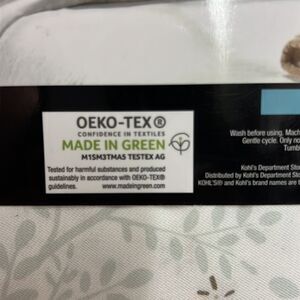 OEKO-TEX®
CONFIDENCE IN TEXTILES
MADE IN GREEN
M1SM3TMA5 TESTEX AG
Tested for harmful substances and produced
sustainably in accordance with OEKO-TEX®
guidelines. www.madeingreen.com
Wash before using. Mach
Gentle cycle. Only no
Tumb
Kohl's Department Sto
Distributed by Kohl's Department Sto
KOHL'S® and Kohl's brand names are t